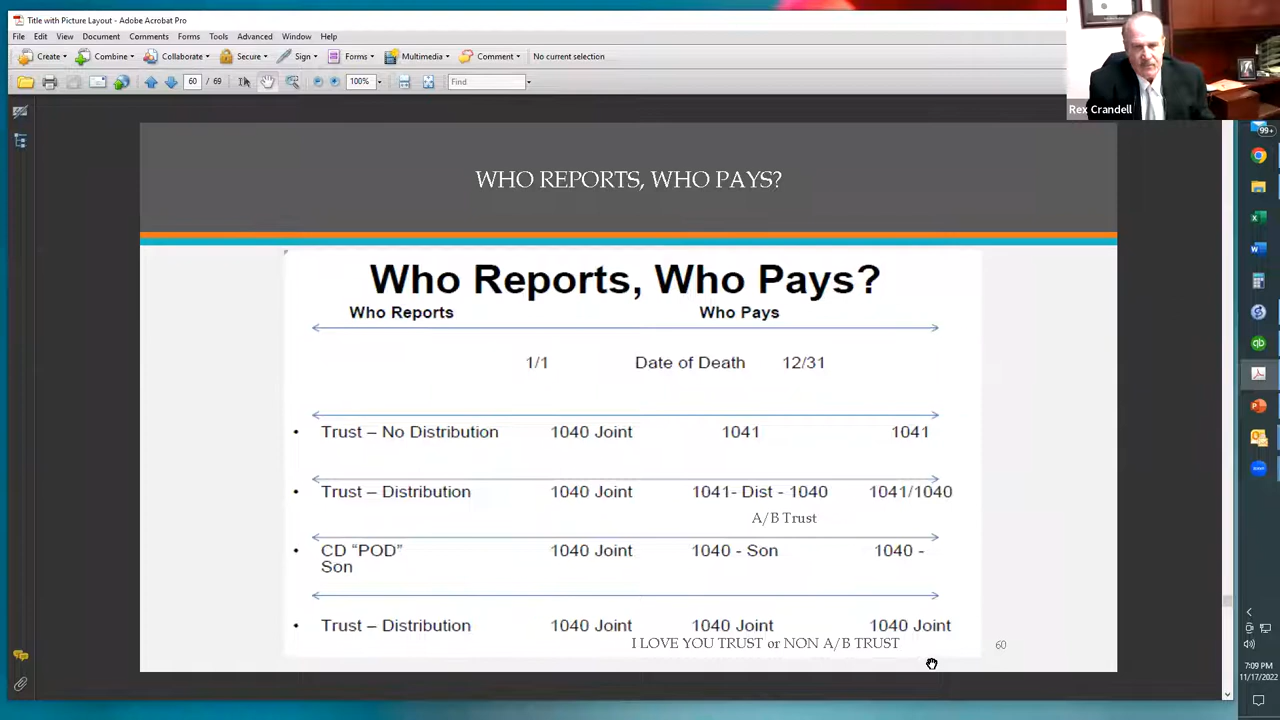 Title with Picture Layout - Adobe Acrobat Pro
File Edit View Document Comments Forms Tools Advanced Window Help
Create Combine Collaborate Secure Sign Forms Multimedia Comment No current selection
60 / 69 100% Find
Rex Crandell
99+
WHO REPORTS, WHO PAYS?
Who Reports, Who Pays?
Who Reports Who Pays
1/1 Date of Death 12/31
• Trust – No Distribution 1040 Joint 1041 1041
• Trust – Distribution 1040 Joint 1041- Dist - 1040 1041/1040
A/B Trust
• CD “POD” 1040 Joint 1040 - Son 1040 -
Son
• Trust – Distribution 1040 Joint 1040 Joint 1040 Joint
I LOVE YOU TRUST or NON A/B TRUST 60
7:09 PM
11/17/2022